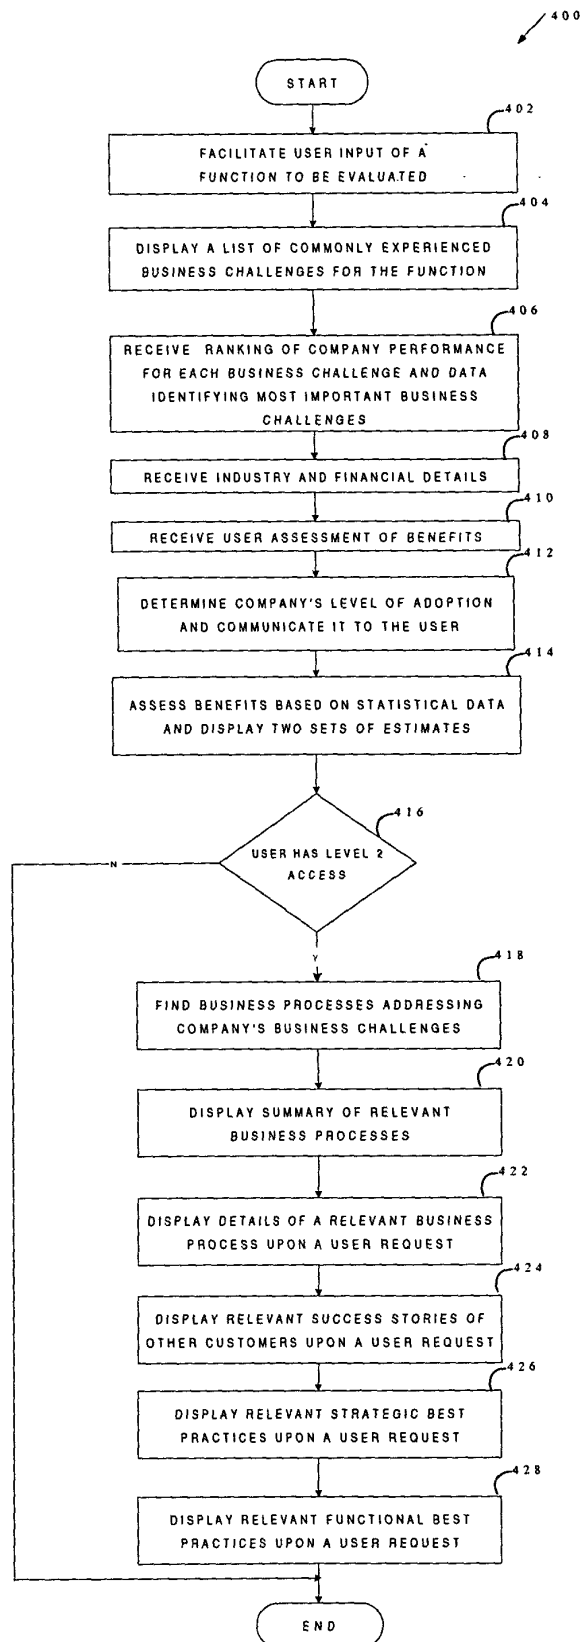 400
START
402
FACILITATE USER INPUT OF A
FUNCTION TO BE EVALUATED
404
DISPLAY A LIST OF COMMONLY EXPERIENCED
BUSINESS CHALLENGES FOR THE FUNCTION
406
RECEIVE RANKING OF COMPANY PERFORMANCE
FOR EACH BUSINESS CHALLENGE AND DATA
IDENTIFYING MOST IMPORTANT BUSINESS
CHALLENGES
408
RECEIVE INDUSTRY AND FINANCIAL DETAILS
410
RECEIVE USER ASSESSMENT OF BENEFITS
412
DETERMINE COMPANY'S LEVEL OF ADOPTION
AND COMMUNICATE IT TO THE USER
414
ASSESS BENEFITS BASED ON STATISTICAL DATA
AND DISPLAY TWO SETS OF ESTIMATES
416
USER HAS LEVEL 2
ACCESS
N
Y
418
FIND BUSINESS PROCESSES ADDRESSING
COMPANY'S BUSINESS CHALLENGES
420
DISPLAY SUMMARY OF RELEVANT
BUSINESS PROCESSES
422
DISPLAY DETAILS OF A RELEVANT BUSINESS
PROCESS UPON A USER REQUEST
424
DISPLAY RELEVANT SUCCESS STORIES OF
OTHER CUSTOMERS UPON A USER REQUEST
426
DISPLAY RELEVANT STRATEGIC BEST
PRACTICES UPON A USER REQUEST
428
DISPLAY RELEVANT FUNCTIONAL BEST
PRACTICES UPON A USER REQUEST
END